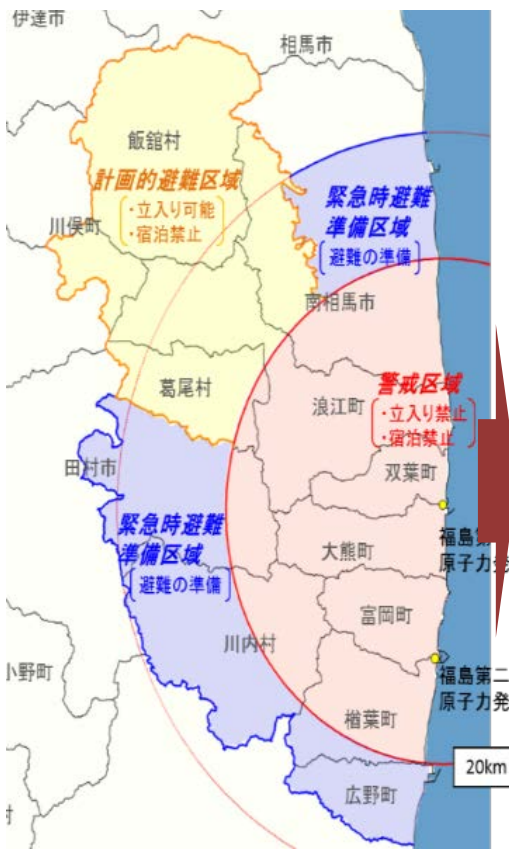 伊達市
相馬市
飯舘村
計画的避難区域
・立入り可能
・宿泊禁止
川俣町
緊急時避難
準備区域
避難の準備
南相馬市
葛尾村
浪江町
警戒区域
・立入り禁止
・宿泊禁止
双葉町
田村市
緊急時避難
準備区域
避難の準備
大熊町
福島第
原子力発
富岡町
川内村
小野町
福島第二
原子力発
楢葉町
20km
広野町
村